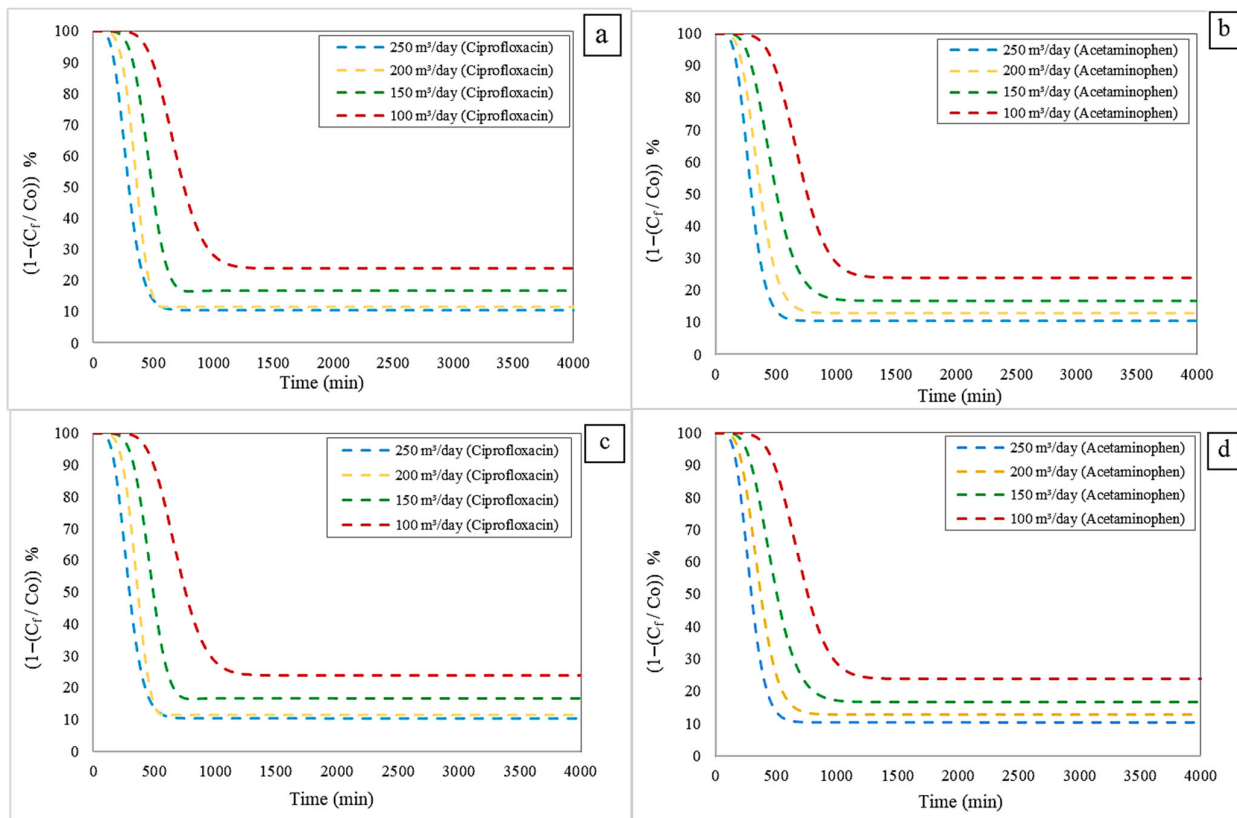 a
250 m³/day (Ciprofloxacin)
200 m³/day (Ciprofloxacin)
150 m³/day (Ciprofloxacin)
100 m³/day (Ciprofloxacin)
(1−(Cf / Co)) %
100
90
80
70
60
50
40
30
20
10
0
0 500 1000 1500 2000 2500 3000 3500 4000
Time (min)
b
250 m³/day (Acetaminophen)
200 m³/day (Acetaminophen)
150 m³/day (Acetaminophen)
100 m³/day (Acetaminophen)
(1−(Cf / Co)) %
100
90
80
70
60
50
40
30
20
10
0
0 500 1000 1500 2000 2500 3000 3500 4000
Time (min)
c
250 m³/day (Ciprofloxacin)
200 m³/day (Ciprofloxacin)
150 m³/day (Ciprofloxacin)
100 m³/day (Ciprofloxacin)
(1−(Cf / Co)) %
100
90
80
70
60
50
40
30
20
10
0
0 500 1000 1500 2000 2500 3000 3500 4000
Time (min)
d
250 m³/day (Acetaminophen)
200 m³/day (Acetaminophen)
150 m³/day (Acetaminophen)
100 m³/day (Acetaminophen)
(1−(Cf / Co)) %
100
90
80
70
60
50
40
30
20
10
0
0 500 1000 1500 2000 2500 3000 3500 4000
Time (min)